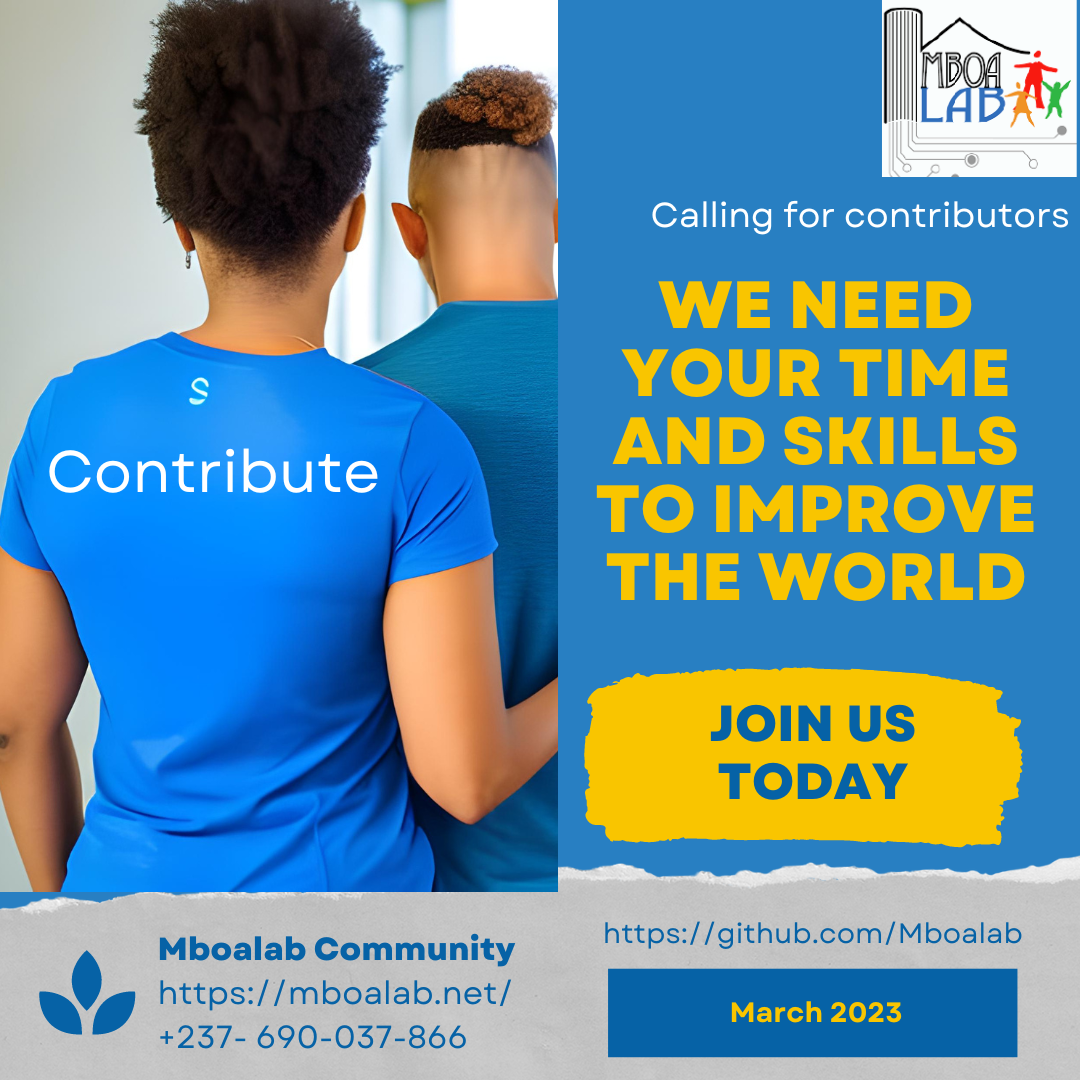 MBOA
LAB
Calling for contributors
WE NEED
YOUR TIME
AND SKILLS
TO IMPROVE
THE WORLD
S
Contribute
JOIN US
TODAY
Mboalab Community
https://mboalab.net/
+237- 690-037-866
https://github.com/Mboalab
March 2023